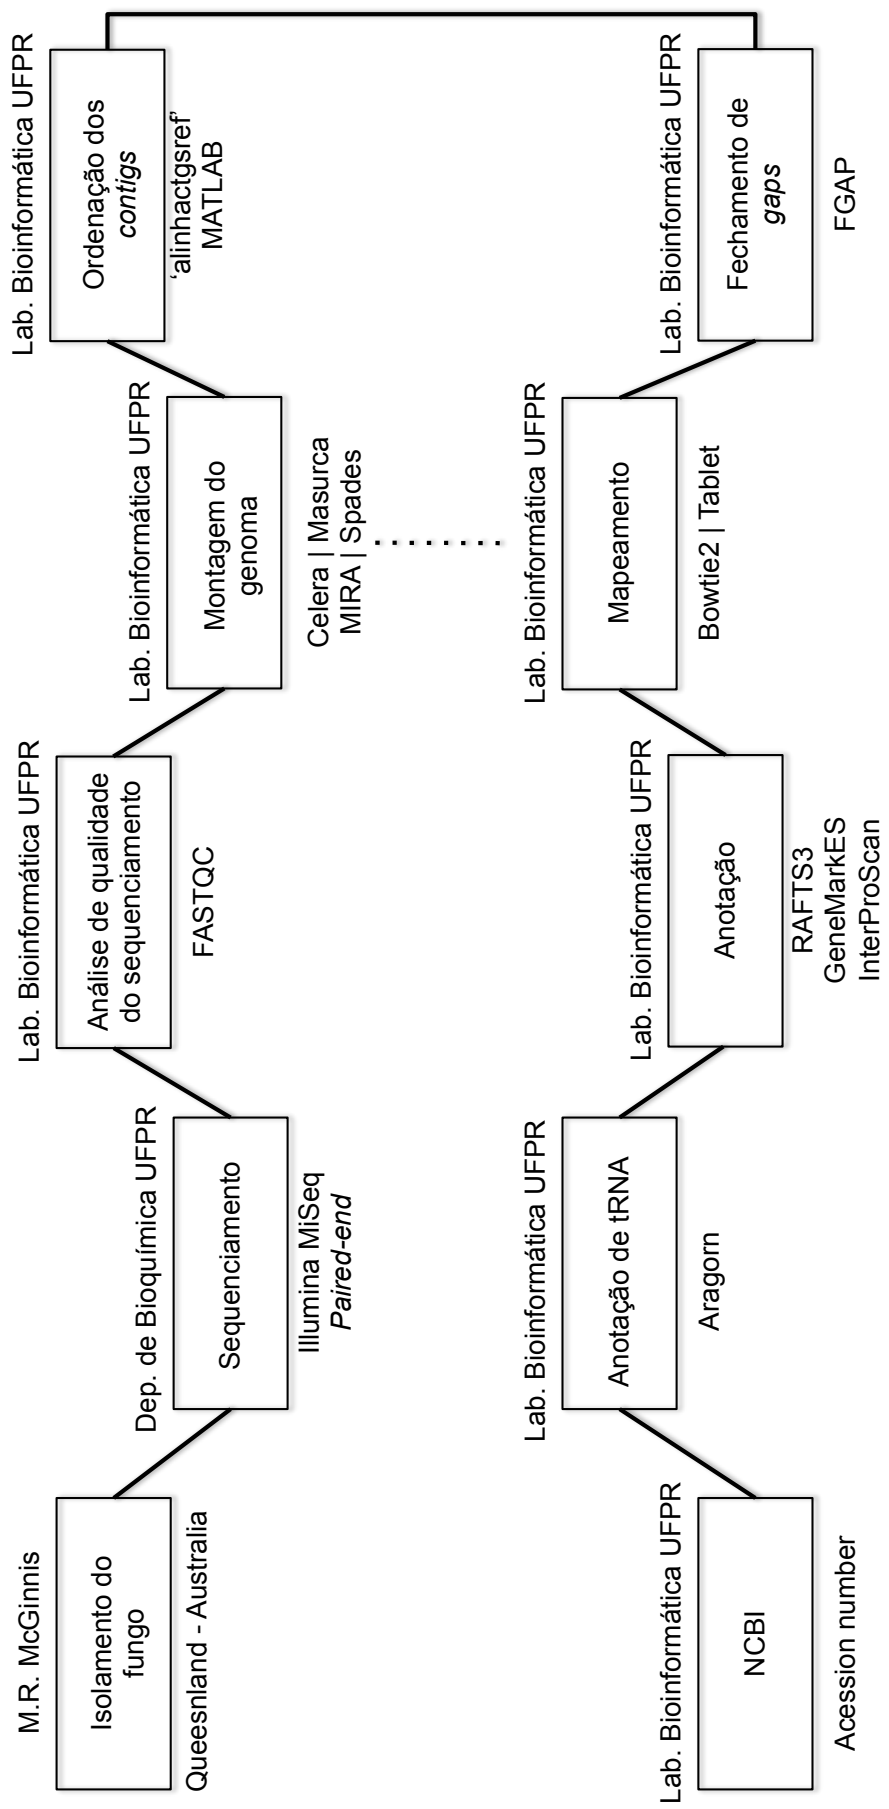 M.R. McGinnis
Isolamento do
fungo
Queesnland - Australia
Dep. de Bioquímica UFPR
Sequenciamento
Illumina MiSeq
Paired-end
Lab. Bioinformática UFPR
Análise de qualidade
do sequenciamento
FASTQC
Lab. Bioinformática UFPR
Montagem do
genoma
Celera | Masurca
MIRA | Spades
Lab. Bioinformática UFPR
Ordenação dos
contigs
‘alinhactgsref’
MATLAB
Lab. Bioinformática UFPR
Fechamento de
gaps
FGAP
Lab. Bioinformática UFPR
Mapeamento
Bowtie2 | Tablet
Lab. Bioinformática UFPR
Anotação
RAFTS3
GeneMarkES
InterProScan
Lab. Bioinformática UFPR
Anotação de tRNA
Aragorn
Lab. Bioinformática UFPR
NCBI
Acession number